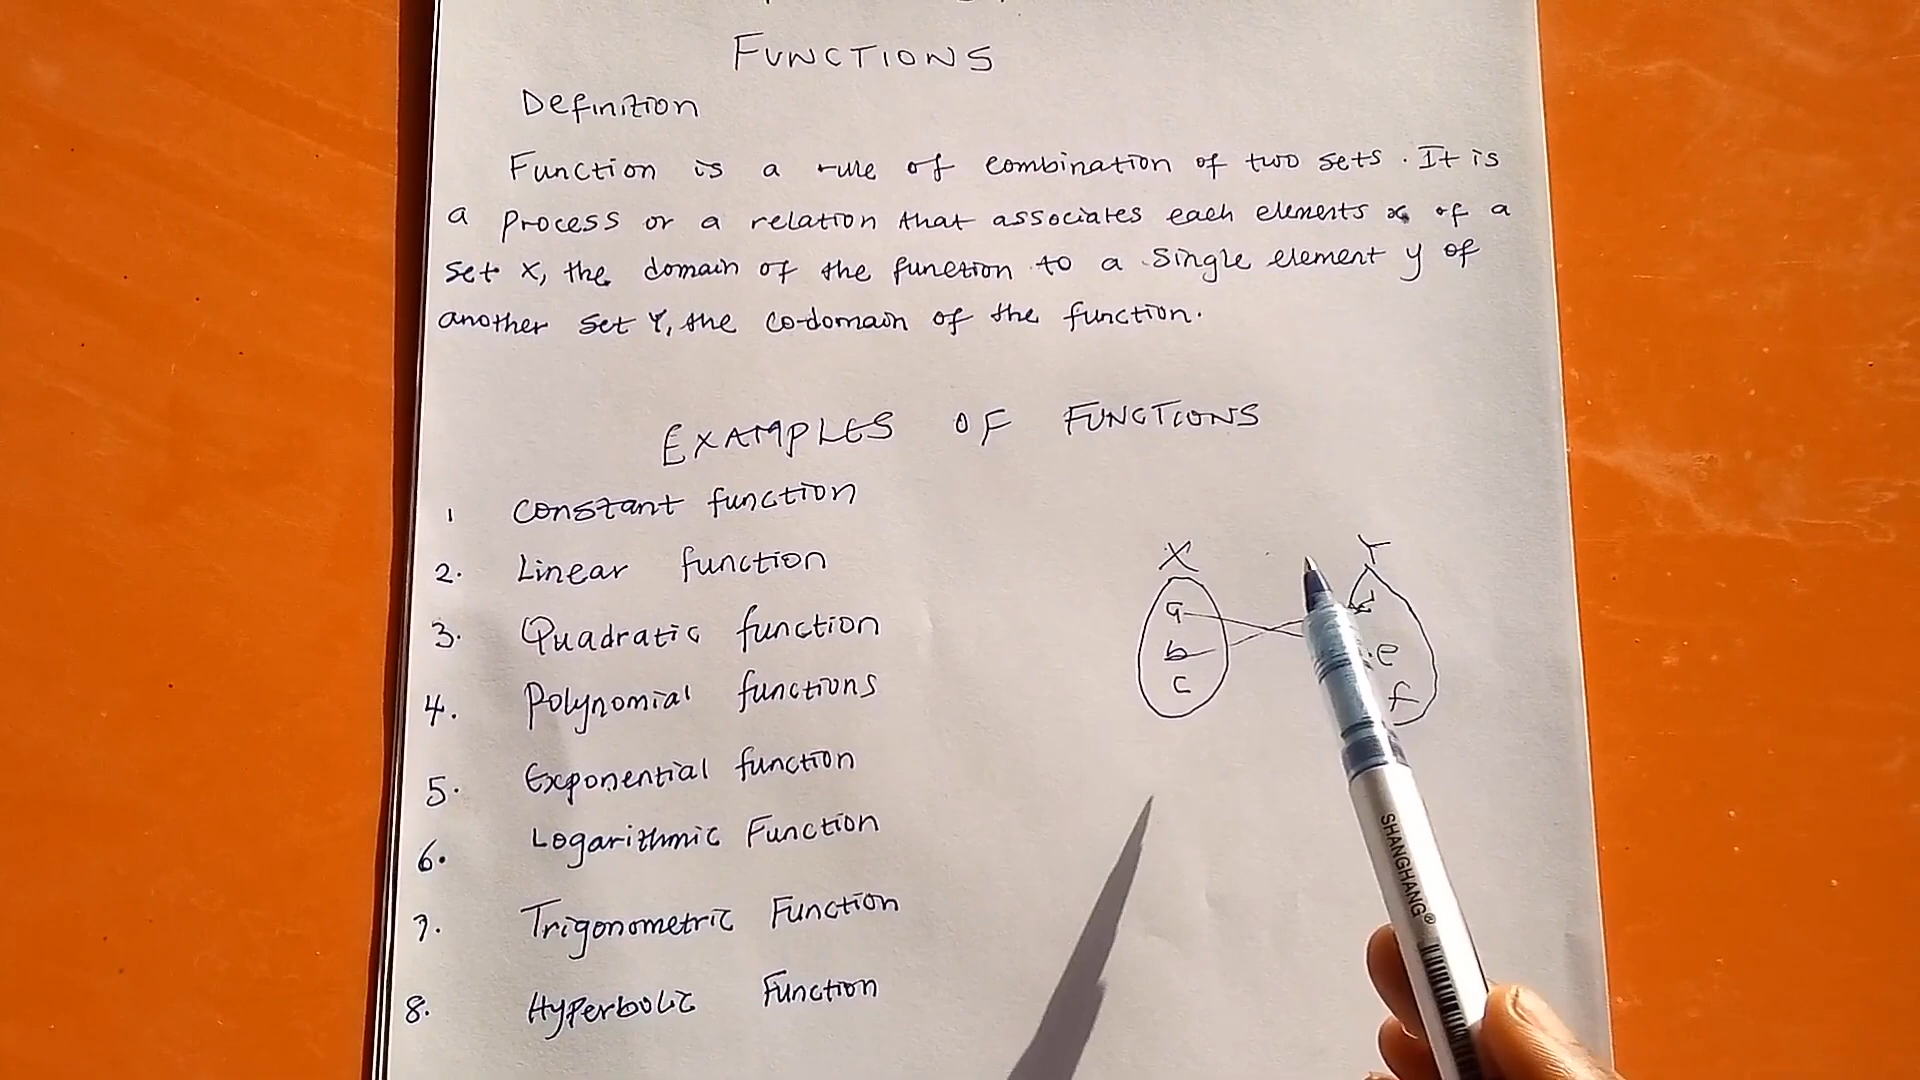 FUNCTIONS
Definition
Function is a rule of combination of two sets. It is
a process or a relation that associates each elements x of a
set X, the domain of the function to a single element y of
another set Y, the co-domain of the function.
EXAMPLES OF FUNCTIONS
1 Constant function
2. Linear function
3. Quadratic function
4. Polynomial functions
5. Exponential function
6. Logarithmic Function
7. Trigonometric Function
8. Hyperbolic Function
X Y
a d
b e
c f
SHANGHANG®